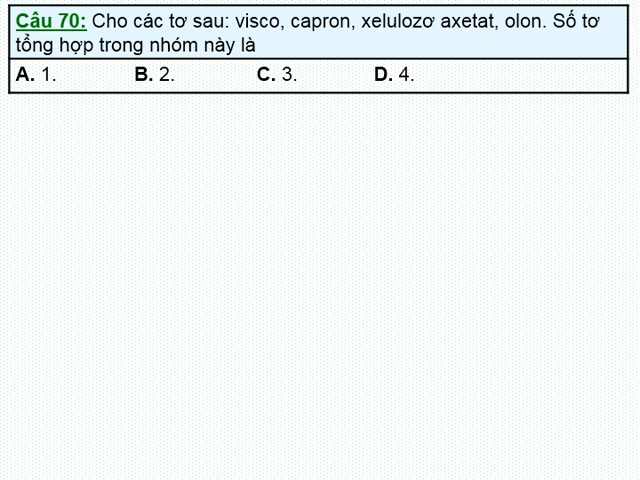 Câu 70: Cho các tơ sau: visco, capron, xelulozơ axetat, olon. Số tơ
tổng hợp trong nhóm này là
A. 1. B. 2. C. 3. D. 4.